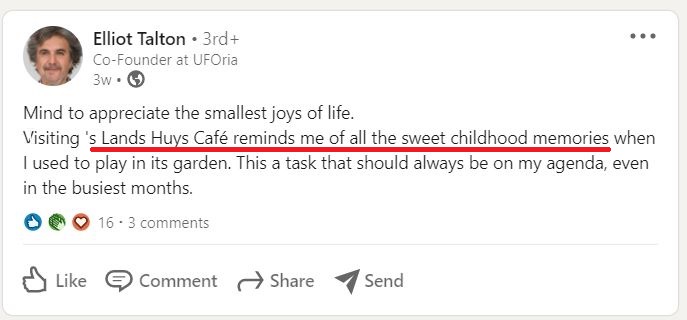 Elliot Talton • 3rd+
Co-Founder at UFOria
3w •
Mind to appreciate the smallest joys of life.
Visiting 's Lands Huys Café reminds me of all the sweet childhood memories when
I used to play in its garden. This a task that should always be on my agenda, even
in the busiest months.
16 · 3 comments
Like Comment Share Send